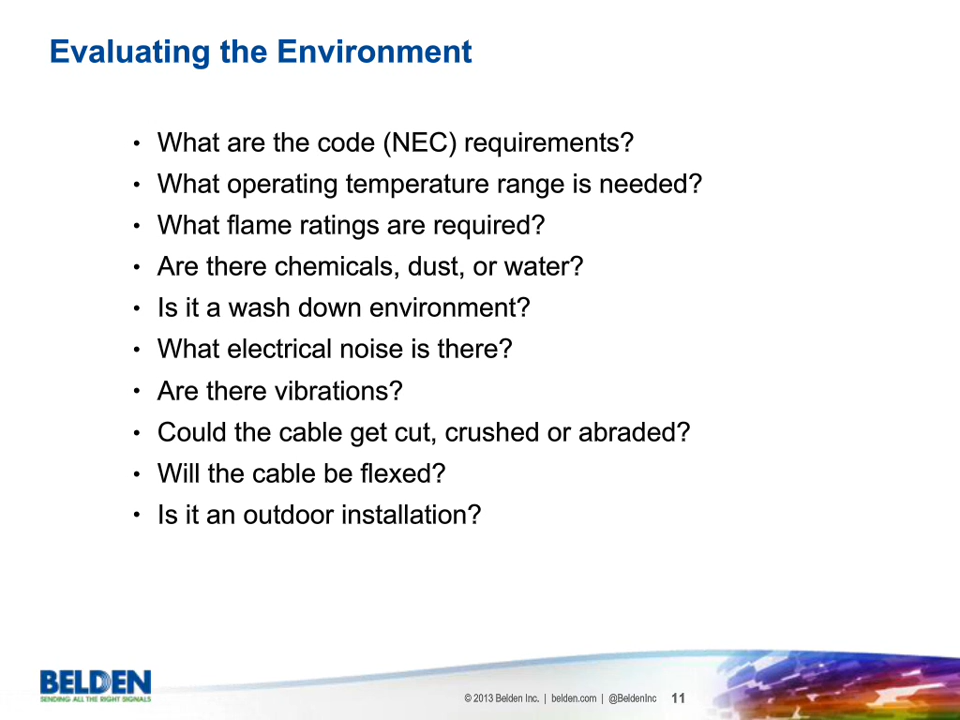 Evaluating the Environment
• What are the code (NEC) requirements?
• What operating temperature range is needed?
• What flame ratings are required?
• Are there chemicals, dust, or water?
• Is it a wash down environment?
• What electrical noise is there?
• Are there vibrations?
• Could the cable get cut, crushed or abraded?
• Will the cable be flexed?
• Is it an outdoor installation?
BELDEN
SENDING ALL THE RIGHT SIGNALS
© 2013 Belden Inc. | belden.com | @BeldenInc 11